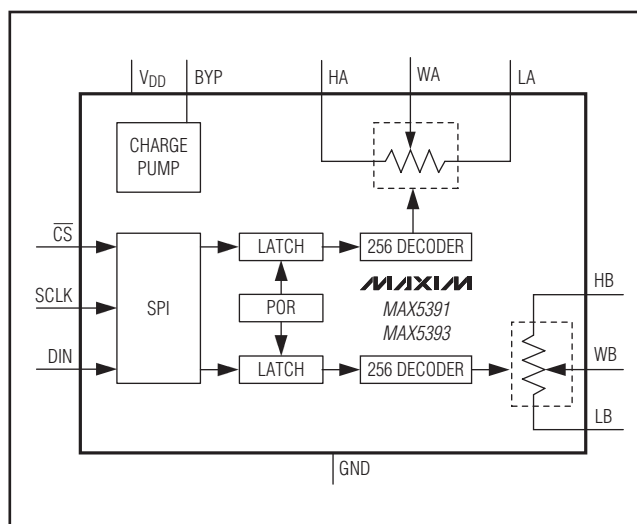 VDD BYP HA WA LA
CHARGE
PUMP
CS
SPI
LATCH
256 DECODER
MAXIM
MAX5391
MAX5393
SCLK
POR
HB
DIN
LATCH
256 DECODER
WB
LB
GND